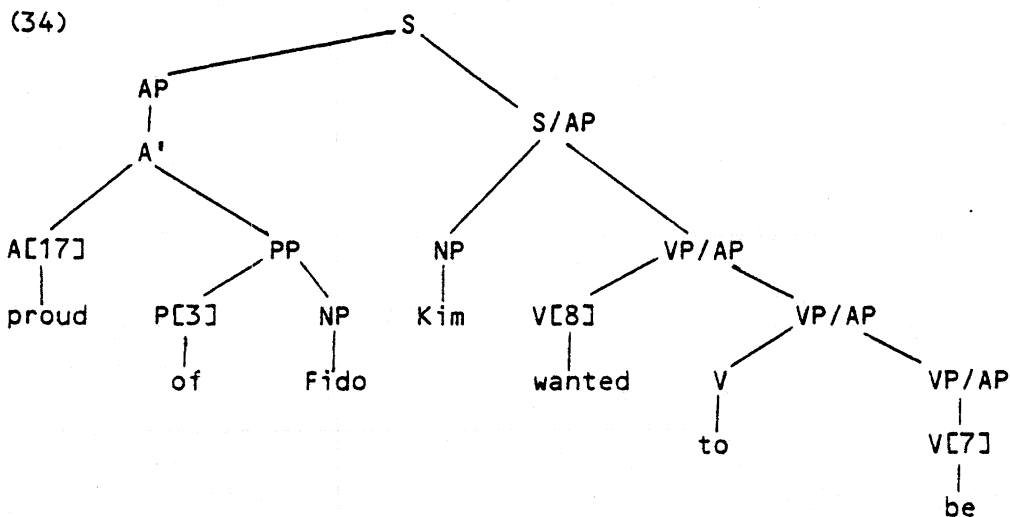 (34)
S
AP
S/AP
A'
A[17] PP NP VP/AP
proud P[3] NP Kim V[8] VP/AP
of Fido wanted V VP/AP
to V[7]
be